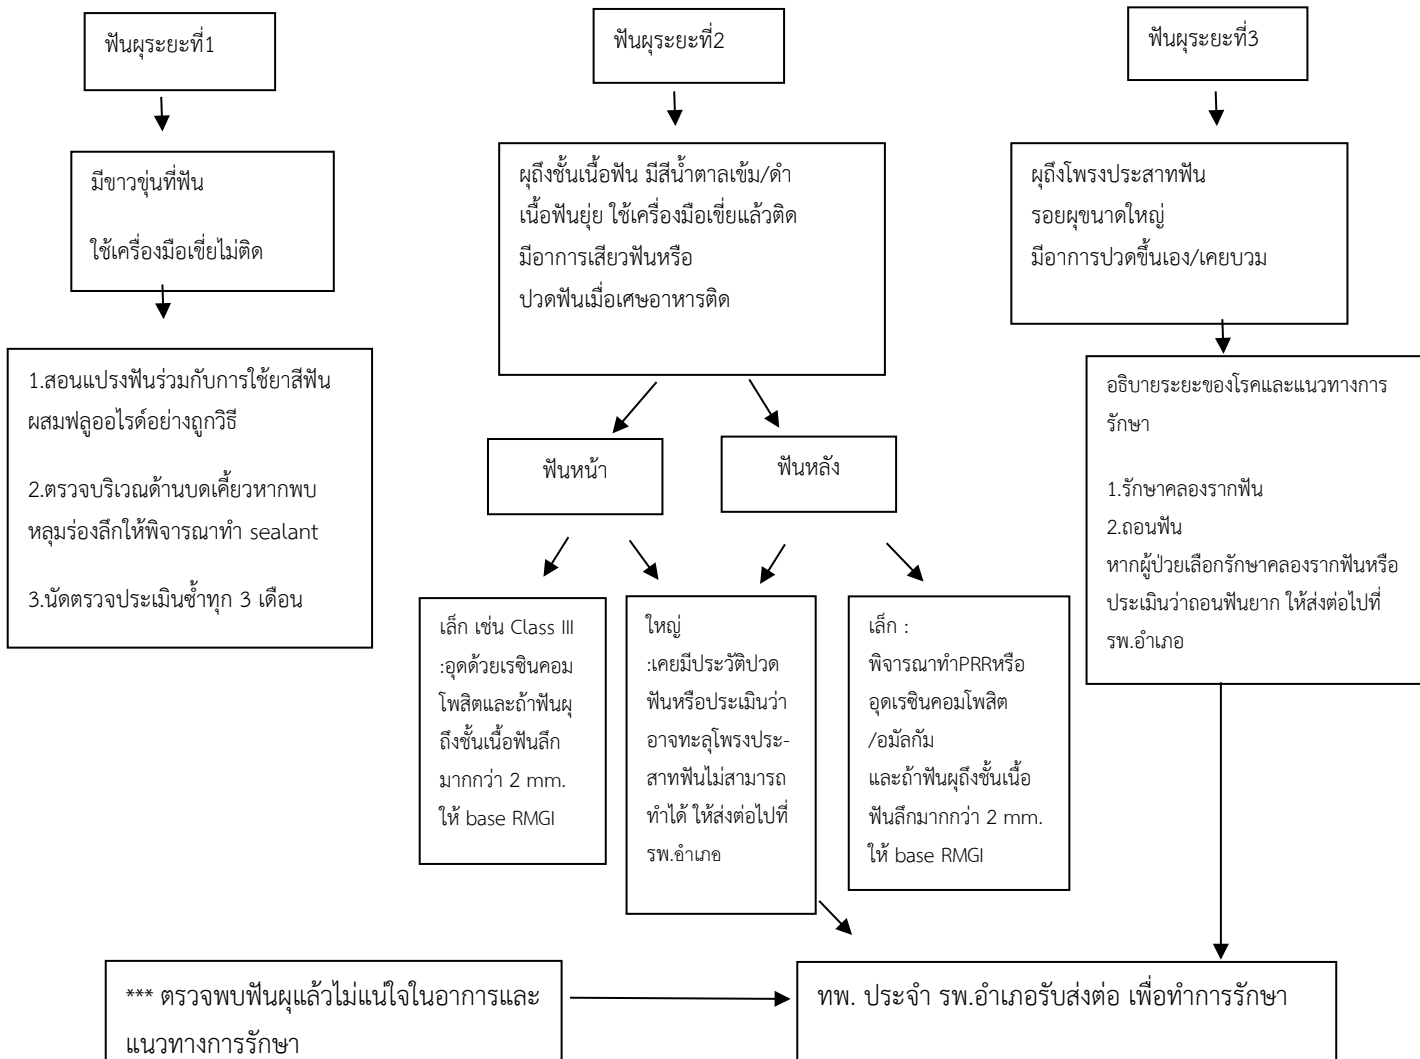 ฟันผุระยะที่1
ฟันผุระยะที่2
ฟันผุระยะที่3
มีขาวขุ่นที่ฟัน
ใช้เครื่องมือเขี่ยไม่ติด
ผุถึงชั้นเนื้อฟัน มีสีน้ำตาลเข้ม/ดำ
เนื้อฟันยุ่ย ใช้เครื่องมือเขี่ยแล้วติด
มีอาการเสียวฟันหรือ
ปวดฟันเมื่อเศษอาหารติด
ผุถึงโพรงประสาทฟัน
รอยผุขนาดใหญ่
มีอาการปวดขึ้นเอง/เคยบวม
1.สอนแปรงฟันร่วมกับการใช้ยาสีฟัน
ผสมฟลูออไรด์อย่างถูกวิธี
2.ตรวจบริเวณด้านบดเคี้ยวหากพบ
หลุมร่องลึกให้พิจารณาทำ sealant
3.นัดตรวจประเมินซ้ำทุก 3 เดือน
ฟันหน้า
ฟันหลัง
อธิบายระยะของโรคและแนวทางการ
รักษา
1.รักษาคลองรากฟัน
2.ถอนฟัน
หากผู้ป่วยเลือกรักษาคลองรากฟันหรือ
ประเมินว่าถอนฟันยาก ให้ส่งต่อไปที่
รพ.อำเภอ
เล็ก เช่น Class III
:อุดด้วยเรซินคอม
โพสิตและถ้าฟันผุ
ถึงชั้นเนื้อฟันลึก
มากกว่า 2 mm.
ให้ base RMGI
ใหญ่
:เคยมีประวัติปวด
ฟันหรือประเมินว่า
อาจทะลุโพรงประ-
สาทฟันไม่สามารถ
ทำได้ ให้ส่งต่อไปที่
รพ.อำเภอ
เล็ก :
พิจารณาทำPRRหรือ
อุดเรซินคอมโพสิต
/อมัลกัม
และถ้าฟันผุถึงชั้นเนื้อ
ฟันลึกมากกว่า 2 mm.
ให้ base RMGI
*** ตรวจพบฟันผุแล้วไม่แน่ใจในอาการและ
แนวทางการรักษา
ทพ. ประจำ รพ.อำเภอรับส่งต่อ เพื่อทำการรักษา